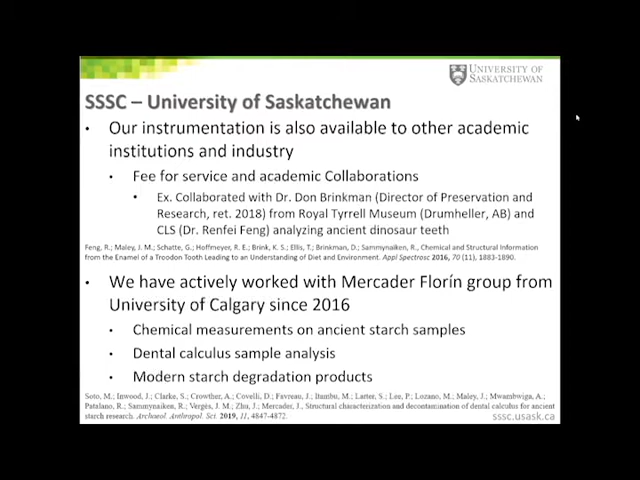 UNIVERSITY OF
SASKATCHEWAN
SSSC – University of Saskatchewan
• Our instrumentation is also available to other academic
institutions and industry
• Fee for service and academic Collaborations
• Ex. Collaborated with Dr. Don Brinkman (Director of Preservation and
Research, ret. 2018) from Royal Tyrrell Museum (Drumheller, AB) and
CLS (Dr. Renfei Feng) analyzing ancient dinosaur teeth
Feng, R.; Maley, J. M.; Schatte, G.; Hoffmeyer, R. E.; Brink, K. S.; Ellis, T.; Brinkman, D.; Sammynaiken, R., Chemical and Structural Information
from the Enamel of a Troodon Tooth Leading to an Understanding of Diet and Environment. Appl Spectrosc 2016, 70 (11), 1883-1890.
• We have actively worked with Mercader Florín group from
University of Calgary since 2016
• Chemical measurements on ancient starch samples
• Dental calculus sample analysis
• Modern starch degradation products
Soto, M.; Inwood, J.; Clarke, S.; Crowther, A.; Covelli, D.; Favreau, J.; Itambu, M.; Larter, S.; Lee, P.; Lozano, M.; Maley, J.; Mwambwiga, A.;
Patalano, R.; Sammynaiken, R.; Vergès, J. M.; Zhu, J.; Mercader, J., Structural characterization and decontamination of dental calculus for ancient
starch research. Archaeol. Anthropol. Sci. 2019, 11, 4847-4872.
sssc.usask.ca